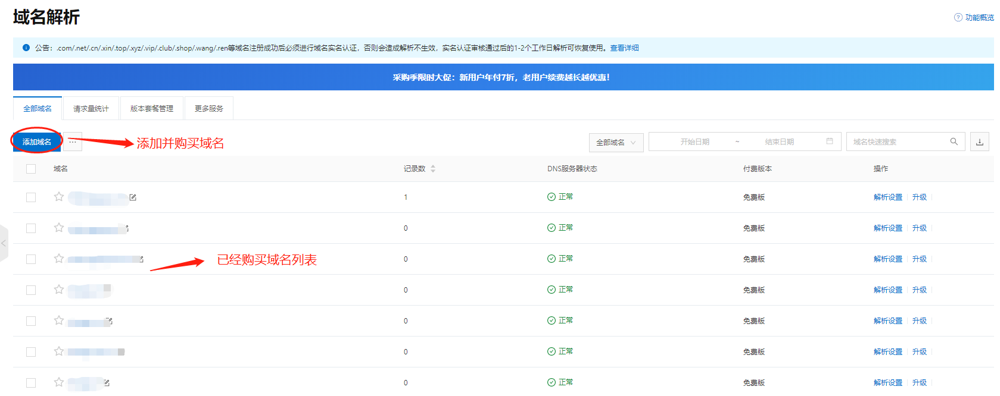 域名解析
功能概览
公告：.com/.net/.cn/.xin/.top/.xyz/.vip/.club/.shop/.wang/.ren等域名注册成功后必须进行域名实名认证，否则会造成解析不生效，实名认证审核通过后的1-2个工作日解析可恢复使用。查看详细
采购季限时大促：新用户年付7折，老用户续费越长越优惠！
全部域名 请求量统计 版本套餐管理 更多服务
添加域名 ... 添加并购买域名 全部域名 开始日期 ~ 结束日期 域名快速搜索
域名 记录数 DNS服务器状态 付费版本 操作
1 正常 免费版 解析设置 升级
0 正常 免费版 解析设置 升级
已经购买域名列表 0 正常 免费版 解析设置 升级
0 正常 免费版 解析设置 升级
0 正常 免费版 解析设置 升级
0 正常 免费版 解析设置 升级
0 正常 免费版 解析设置 升级